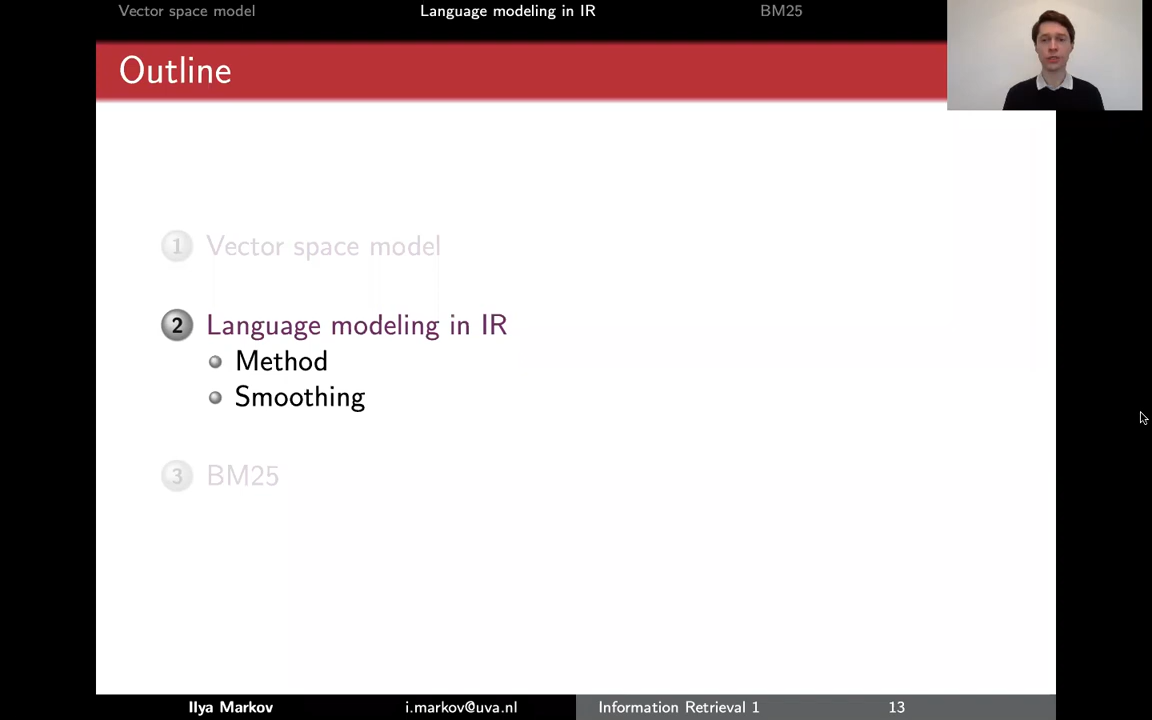 Vector space model Language modeling in IR BM25
Outline
1 Vector space model
2 Language modeling in IR
Method
Smoothing
3 BM25
Ilya Markov i.markov@uva.nl Information Retrieval 1 13